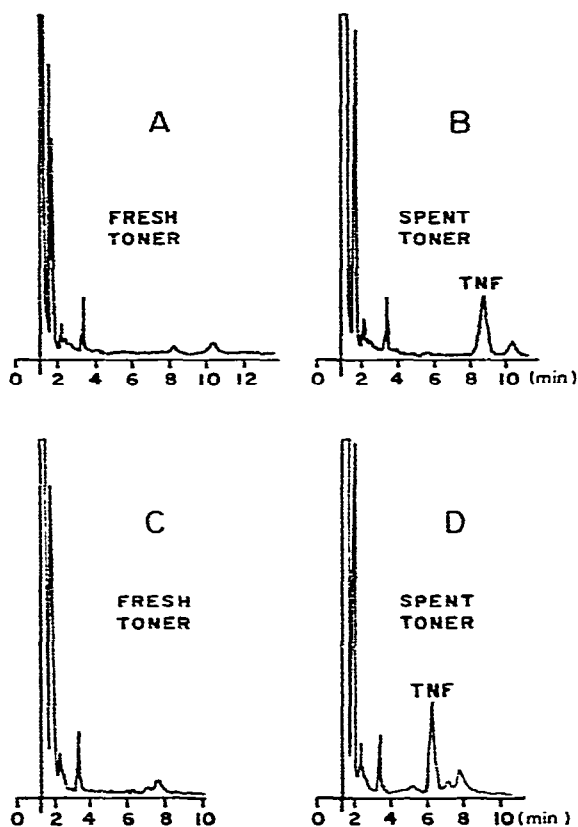 A
FRESH
TONER
0 2 4 6 8 10 12
B
SPENT
TONER
TNF
0 2 4 6 8 10 (min)
C
FRESH
TONER
0 2 4 6 8 10
D
SPENT
TONER
TNF
0 2 4 6 8 10 (min)